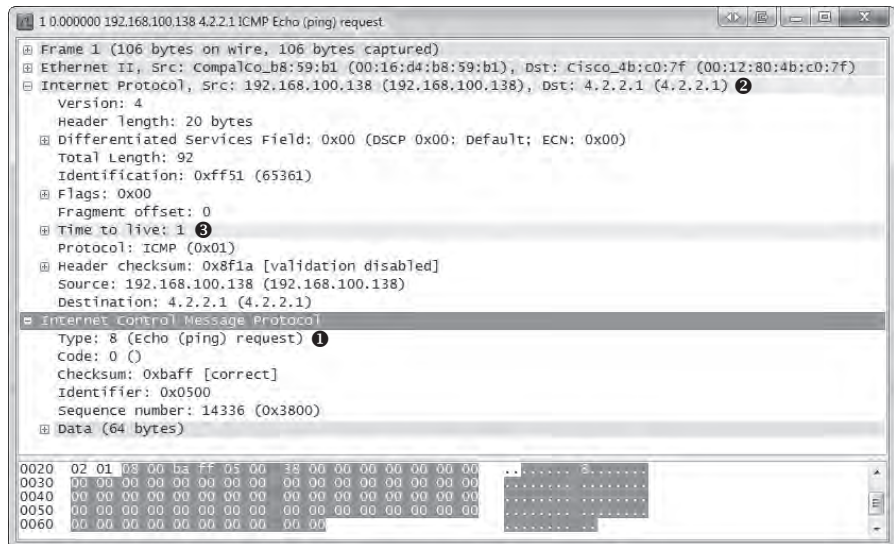 1 0.000000 192.168.100.138 4.2.2.1 ICMP Echo (ping) request
Frame 1 (106 bytes on wire, 106 bytes captured)
Ethernet II, Src: CompalCo_b8:59:b1 (00:16:d4:b8:59:b1), Dst: Cisco_4b:c0:7f (00:12:80:4b:c0:7f)
Internet Protocol, Src: 192.168.100.138 (192.168.100.138), Dst: 4.2.2.1 (4.2.2.1) ❷
Version: 4
Header length: 20 bytes
Differentiated Services Field: 0x00 (DSCP 0x00: Default; ECN: 0x00)
Total Length: 92
Identification: 0xff51 (65361)
Flags: 0x00
Fragment offset: 0
Time to live: 1 ❸
Protocol: ICMP (0x01)
Header checksum: 0x8f1a [validation disabled]
Source: 192.168.100.138 (192.168.100.138)
Destination: 4.2.2.1 (4.2.2.1)
Internet Control Message Protocol
Type: 8 (Echo (ping) request) ❶
Code: 0 ()
Checksum: 0xbaff [correct]
Identifier: 0x0500
Sequence number: 14336 (0x3800)
Data (64 bytes)
0020 02 01 08 00 ba ff 05 00 38 00 00 00 00 00 00 00 ........ 8.......
0030 00 00 00 00 00 00 00 00 00 00 00 00 00 00 00 00 ........ ........
0040 00 00 00 00 00 00 00 00 00 00 00 00 00 00 00 00 ........ ........
0050 00 00 00 00 00 00 00 00 00 00 00 00 00 00 00 00 ........ ........
0060 00 00 00 00 00 00 00 00 00 00 ........ ..